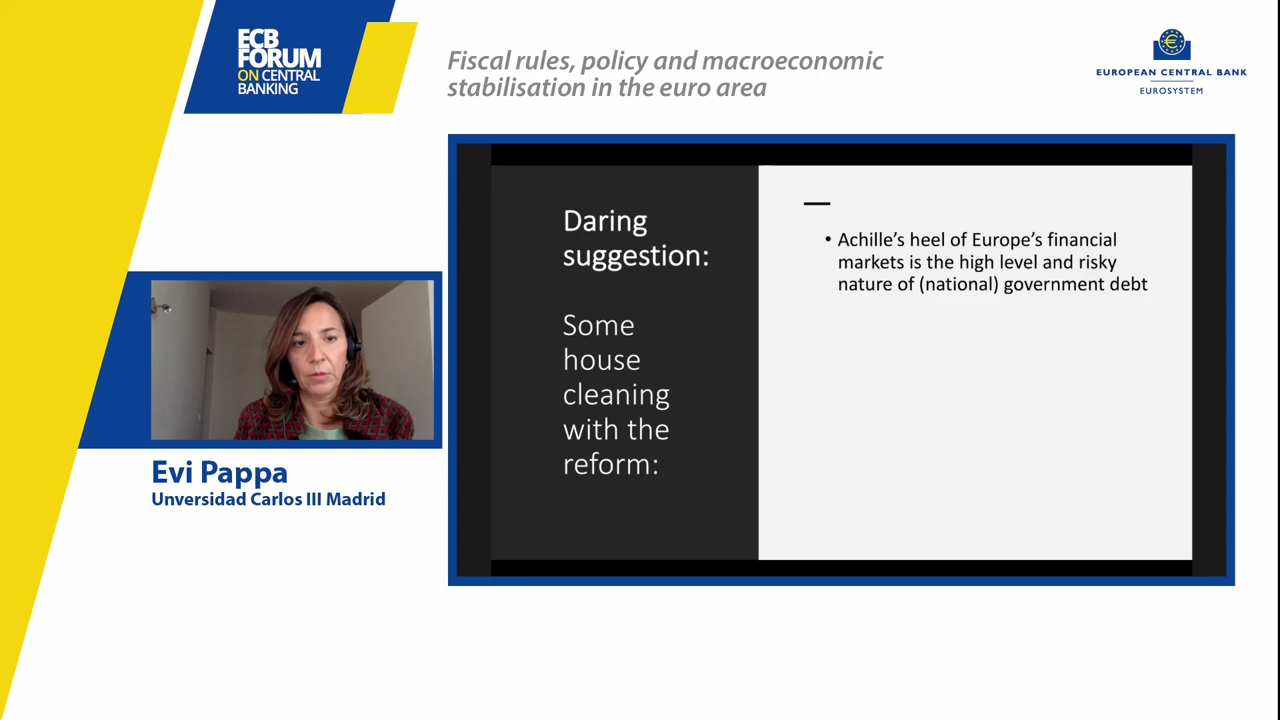 ECB
FORUM
ON CENTRAL
BANKING
Fiscal rules, policy and macroeconomic
stabilisation in the euro area
EUROPEAN CENTRAL BANK
EUROSYSTEM
Evi Pappa
Unversidad Carlos III Madrid
Daring
suggestion:
Some
house
cleaning
with the
reform:
• Achille’s heel of Europe’s financial
markets is the high level and risky
nature of (national) government debt